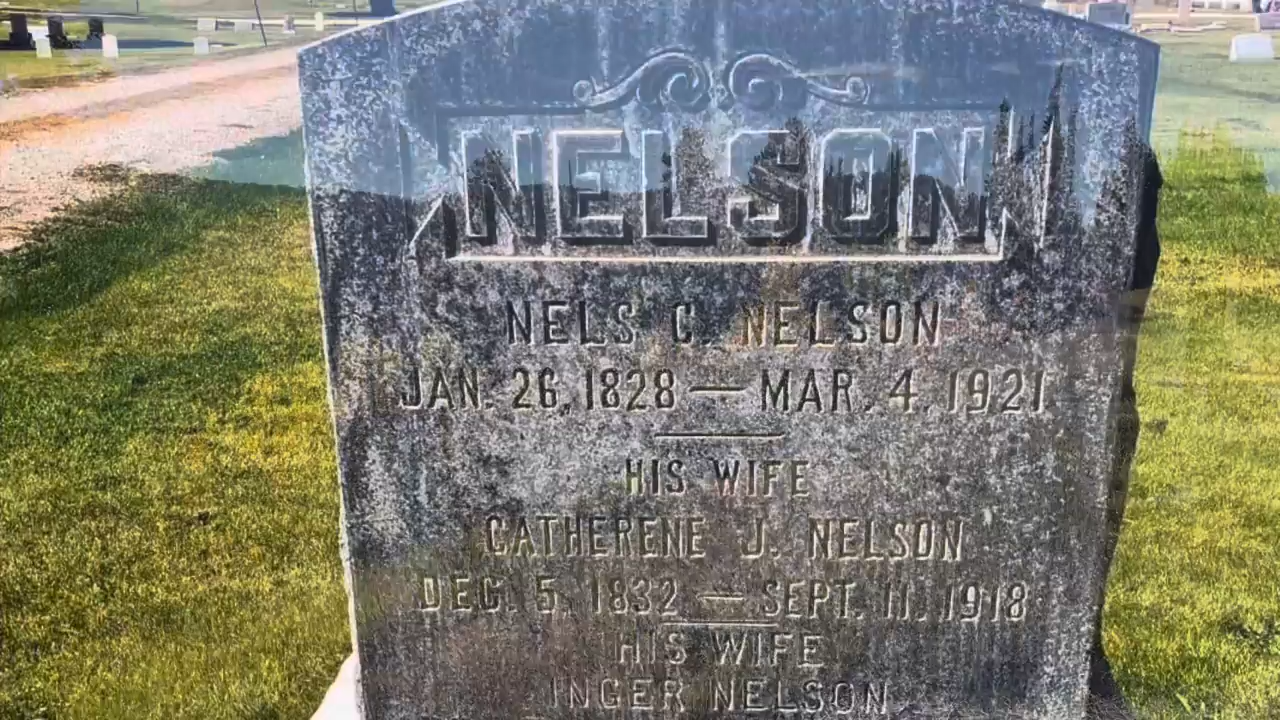 NELSON
NELS C. NELSON
JAN. 26, 1828 — MAR. 4, 1921
HIS WIFE
CATHERENE J. NELSON
DEC. 5, 1832 — SEPT. 11, 1918
HIS WIFE
INGER NELSON